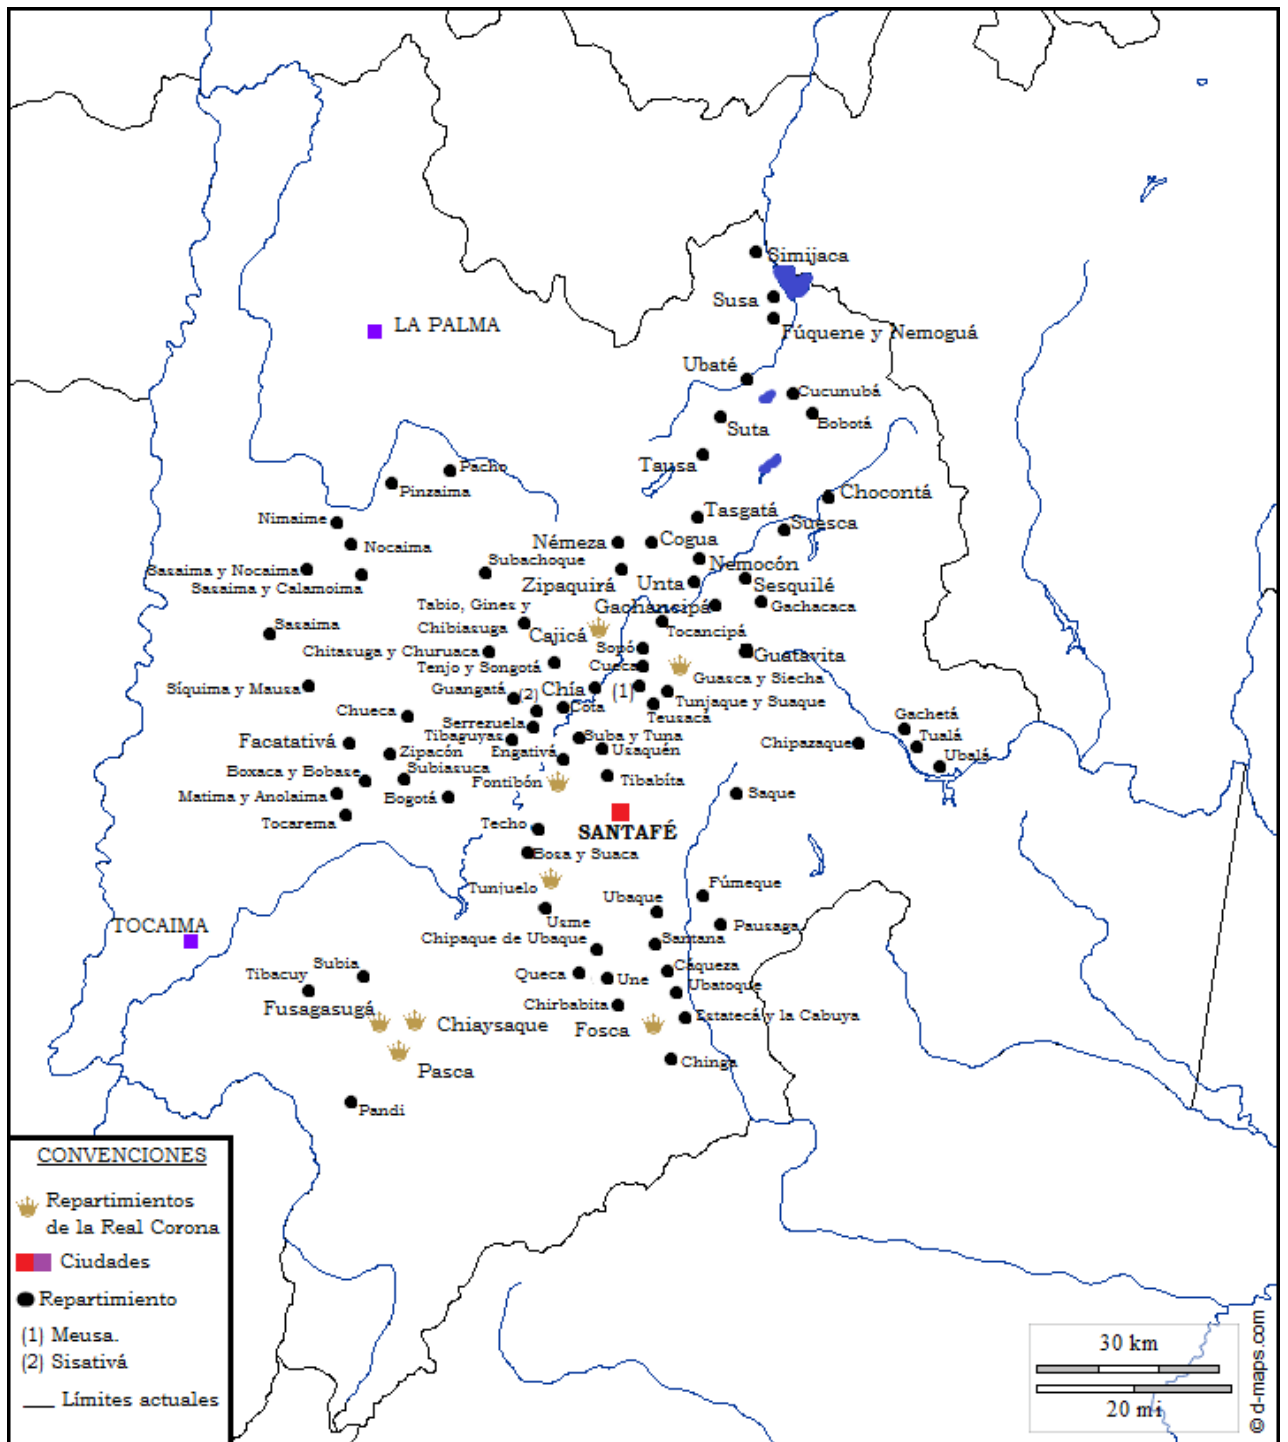 Simijaca
Susa
Fúquene y Nemoguá
LA PALMA
Ubaté
Cucunubá
Bobotá
Suta
Tausa
Pacho
Pinzaima
Chocontá
Tasgatá
Suesca
Nimaime
Nocaima
Némeza
Cogua
Nemocón
Subachoque
Sasaima y Nocaima
Sasaima y Calamoima
Zipaquirá
Unta
Sesquilé
Gachancipá
Gachacaca
Tabio, Gines y
Chibiasuga
Cajicá
Tocancipá
Sasaima
Chitasuga y Churuaca
Sopó
Guatavita
Tenjo y Songotá
Cueca
Guasca y Siecha
Síquima y Mausa
Guangatá
(2)
Chía
(1)
Tunjaque y Suaque
Chueca
Cota
Teusacá
Serrezuela
Gachetá
Facatativá
Tibaguyas
Suba y Tuna
Chipazaque
Tualá
Zipacón
Engativá
Usaquén
Ubalá
Boxaca y Bobase
Subiasuca
Fontibón
Tibabíta
Matima y Anolaima
Bogotá
Saque
Tocarema
Techo
SANTAFÉ
Bosa y Suaca
Tunjuelo
Fúmeque
Ubaque
TOCAIMA
Usme
Pausaga
Chipaque de Ubaque
Santana
Subia
Tibacuy
Queca
Une
Cáqueza
Ubatoque
Fusagasugá
Chirbabita
Chiaysaque
Fosca
Estatecá y la Cabuya
Pasca
Chinga
Pandi
CONVENCIONES
Repartimientos
de la Real Corona
Ciudades
Repartimiento
(1) Meusa.
(2) Sisativá
Límites actuales
30 km
20 mi
© d-maps.com